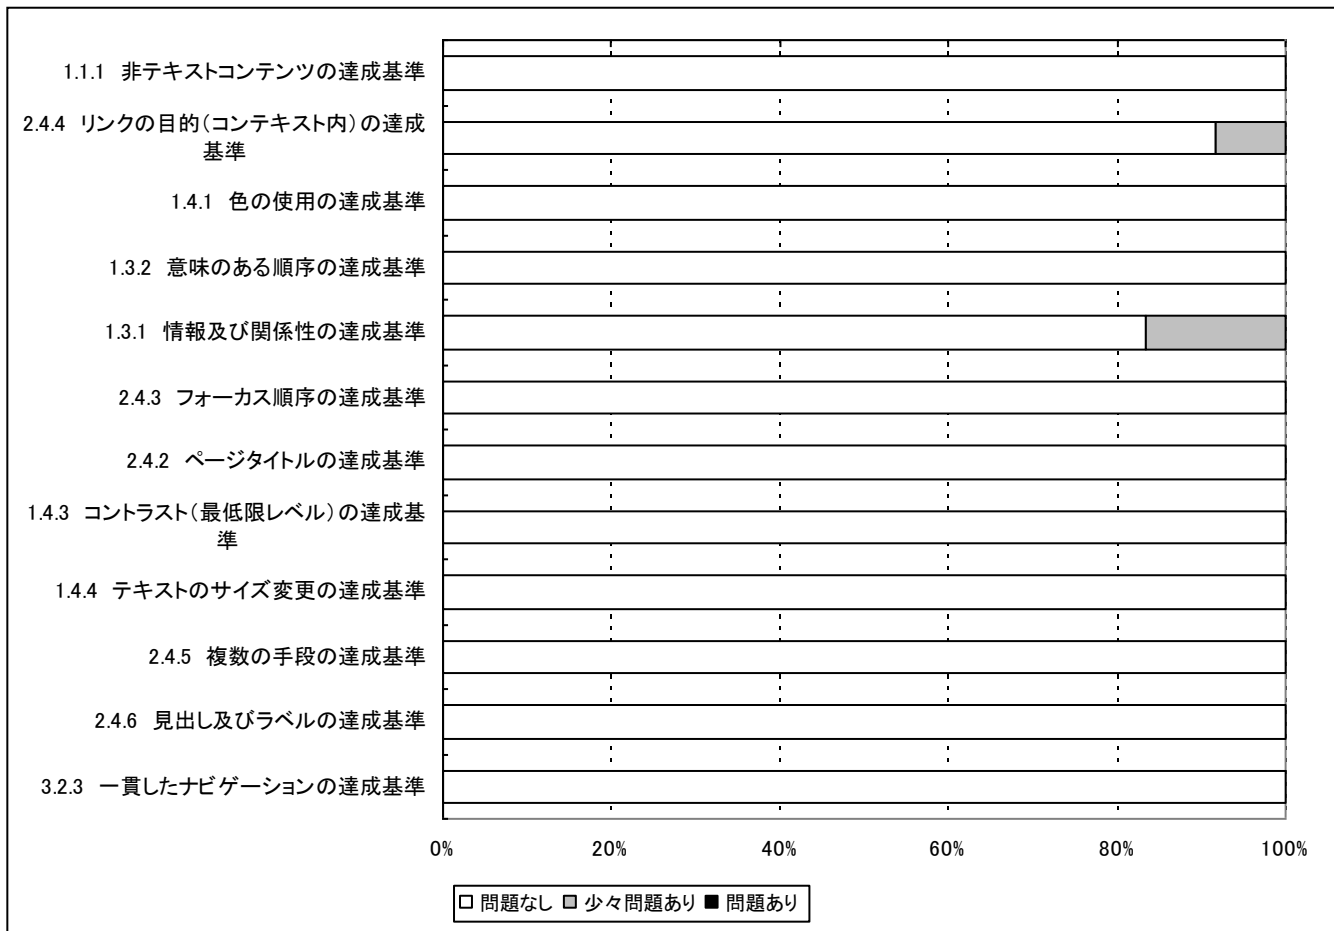 1.1.1 非テキストコンテンツの達成基準
2.4.4 リンクの目的(コンテキスト内)の達成
基準
1.4.1 色の使用の達成基準
1.3.2 意味のある順序の達成基準
1.3.1 情報及び関係性の達成基準
2.4.3 フォーカス順序の達成基準
2.4.2 ページタイトルの達成基準
1.4.3 コントラスト(最低限レベル)の達成基
準
1.4.4 テキストのサイズ変更の達成基準
2.4.5 複数の手段の達成基準
2.4.6 見出し及びラベルの達成基準
3.2.3 一貫したナビゲーションの達成基準
0% 20% 40% 60% 80% 100%
問題なし 少々問題あり 問題あり